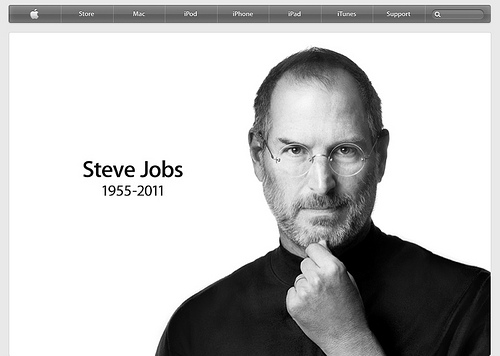 Store Mac iPod iPhone iPad iTunes Support
Steve Jobs
1955-2011